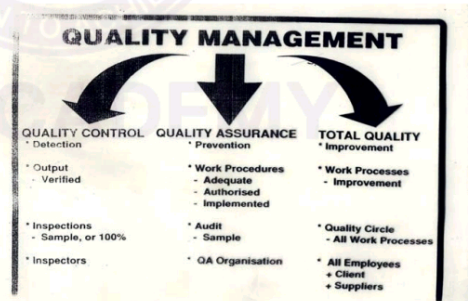 QUALITY MANAGEMENT
QUALITY CONTROL
* Detection
* Output
- Verified
* Inspections
- Sample, or 100%
* Inspectors
QUALITY ASSURANCE
* Prevention
* Work Procedures
- Adequate
- Authorised
- Implemented
* Audit
- Sample
* QA Organisation
TOTAL QUALITY
* Improvement
* Work Processes
- Improvement
* Quality Circle
- All Work Processes
* All Employees
+ Client
+ Suppliers